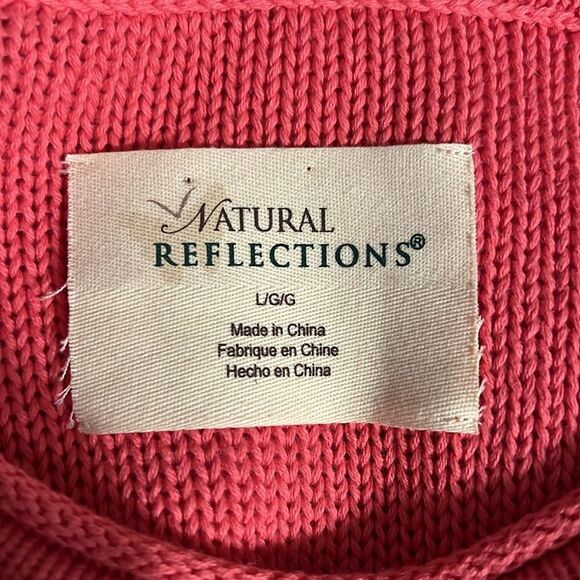 NATURAL
REFLECTIONS®
L/G/G
Made in China
Fabrique en Chine
Hecho en China